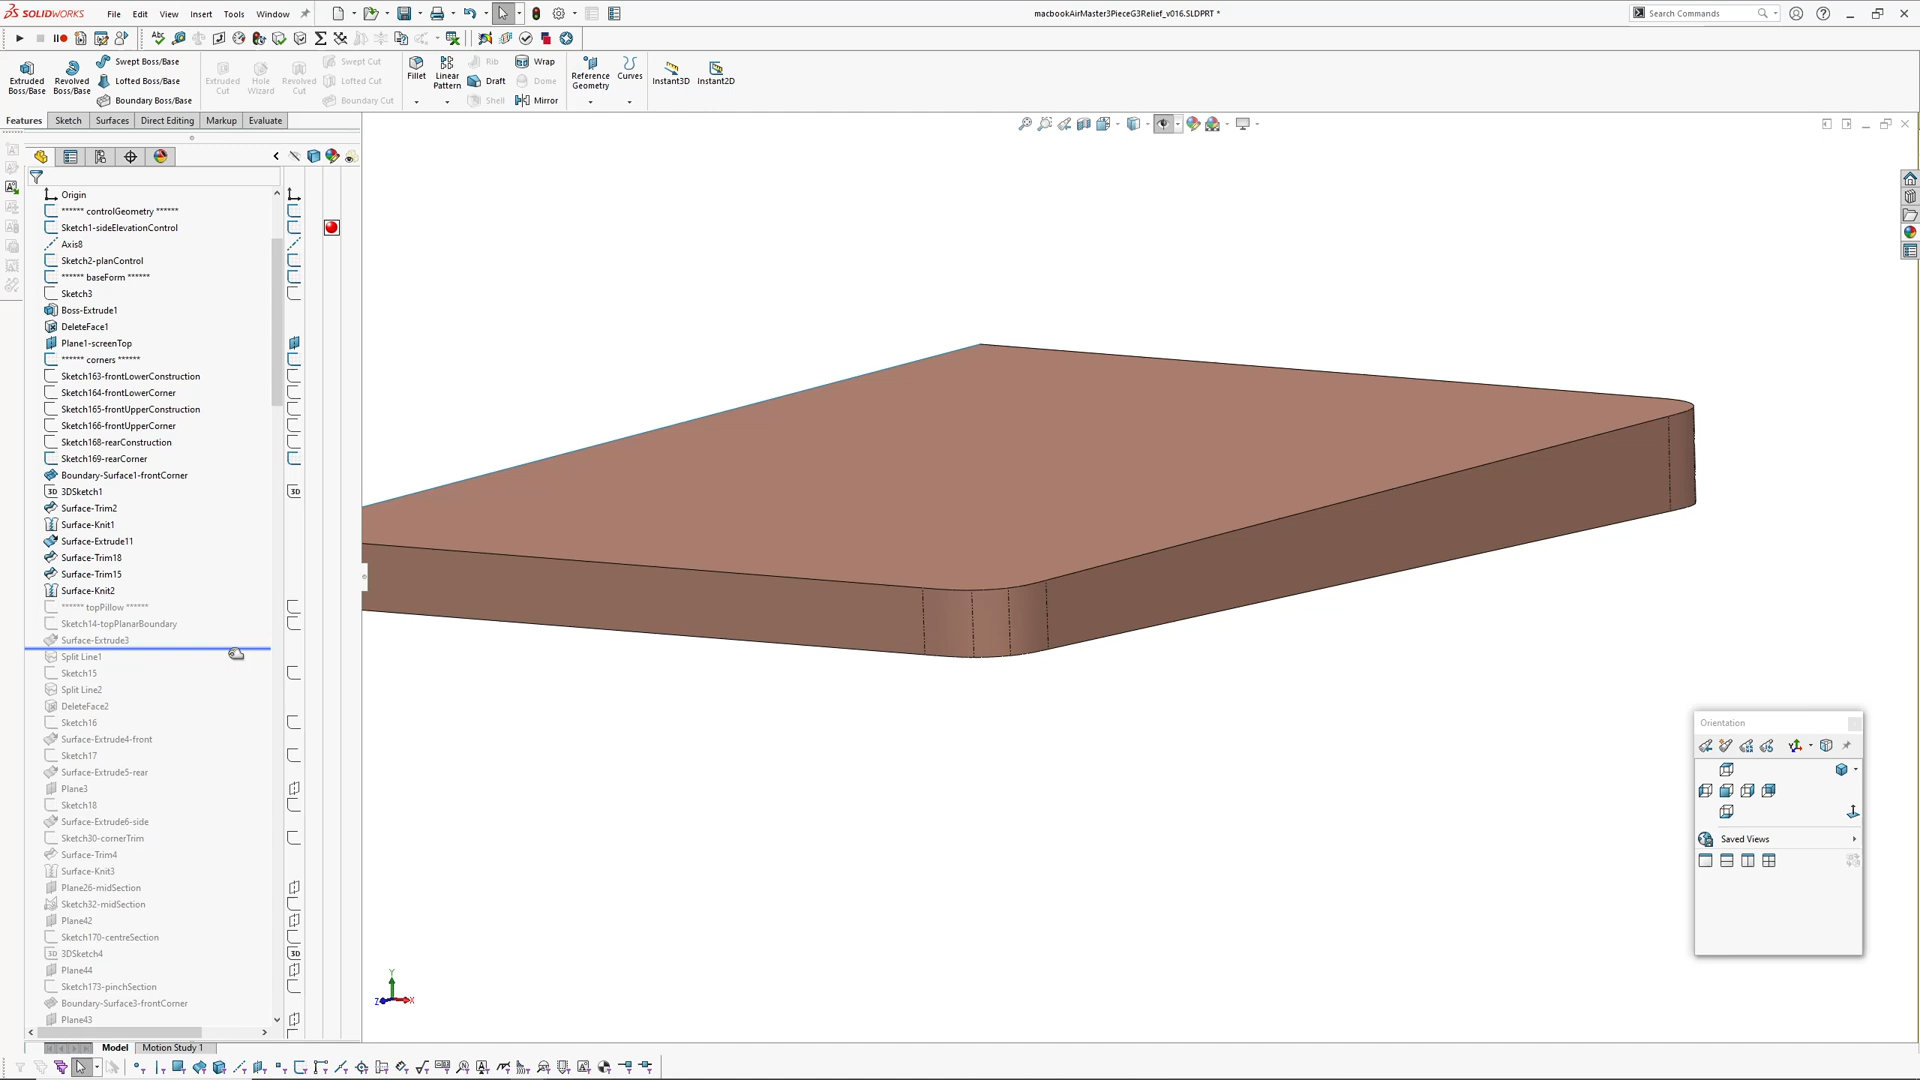 SOLIDWORKS
File
Edit
View
Insert
Tools
Window
macbookAirMaster3PieceG3Relief_v016.SLDPRT *
Search Commands
Extruded Boss/Base
Revolved Boss/Base
Swept Boss/Base
Lofted Boss/Base
Boundary Boss/Base
Extruded Cut
Hole Wizard
Revolved Cut
Swept Cut
Lofted Cut
Boundary Cut
Fillet
Linear Pattern
Rib
Draft
Shell
Wrap
Dome
Mirror
Reference Geometry
Curves
Instant3D
Instant2D
Features
Sketch
Surfaces
Direct Editing
Markup
Evaluate
Origin
****** controlGeometry ******
Sketch1-sideElevationControl
Axis8
Sketch2-planControl
****** baseForm ******
Sketch3
Boss-Extrude1
DeleteFace1
Plane1-screenTop
****** corners ******
Sketch163-frontLowerConstruction
Sketch164-frontLowerCorner
Sketch165-frontUpperConstruction
Sketch166-frontUpperCorner
Sketch168-rearConstruction
Sketch169-rearCorner
Boundary-Surface1-frontCorner
3DSketch1
Surface-Trim2
Surface-Knit1
Surface-Extrude11
Surface-Trim18
Surface-Trim15
Surface-Knit2
****** topPillow ******
Sketch14-topPlanarBoundary
Surface-Extrude3
Split Line1
Sketch15
Split Line2
DeleteFace2
Sketch16
Surface-Extrude4-front
Sketch17
Surface-Extrude5-rear
Plane3
Sketch18
Surface-Extrude6-side
Sketch30-cornerTrim
Surface-Trim4
Surface-Knit3
Plane26-midSection
Sketch32-midSection
Plane42
Sketch170-centreSection
3DSketch4
Plane44
Sketch173-pinchSection
Boundary-Surface3-frontCorner
Plane43
Y
Z
X
Orientation
Saved Views
Model
Motion Study 1